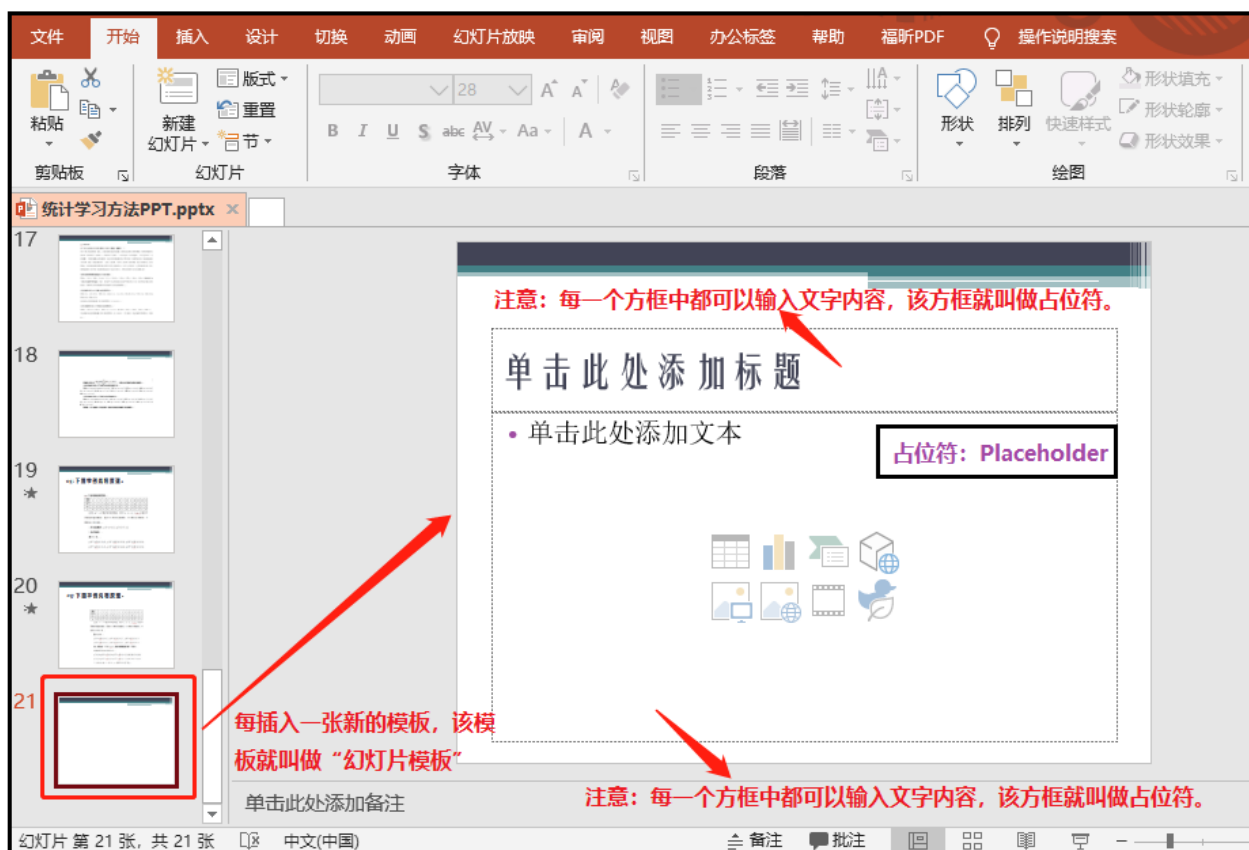 文件 开始 插入 设计 切换 动画 幻灯片放映 审阅 视图 办公标签 帮助 福昕PDF 操作说明搜索
粘贴
剪贴板
新建
幻灯片
版式
重置
节
幻灯片
28
B I U S abc AV Aa A
字体
段落
形状
排列
快速样式
形状填充
形状轮廓
形状效果
绘图
统计学习方法PPT.pptx
17
18
19
20
21
注意：每一个方框中都可以输入文字内容，该方框就叫做占位符。
单击此处添加标题
• 单击此处添加文本
占位符：Placeholder
每插入一张新的模板，该模
板就叫做“幻灯片模板”
单击此处添加备注
注意：每一个方框中都可以输入文字内容，该方框就叫做占位符。
幻灯片 第 21 张，共 21 张 中文(中国) 备注 批注